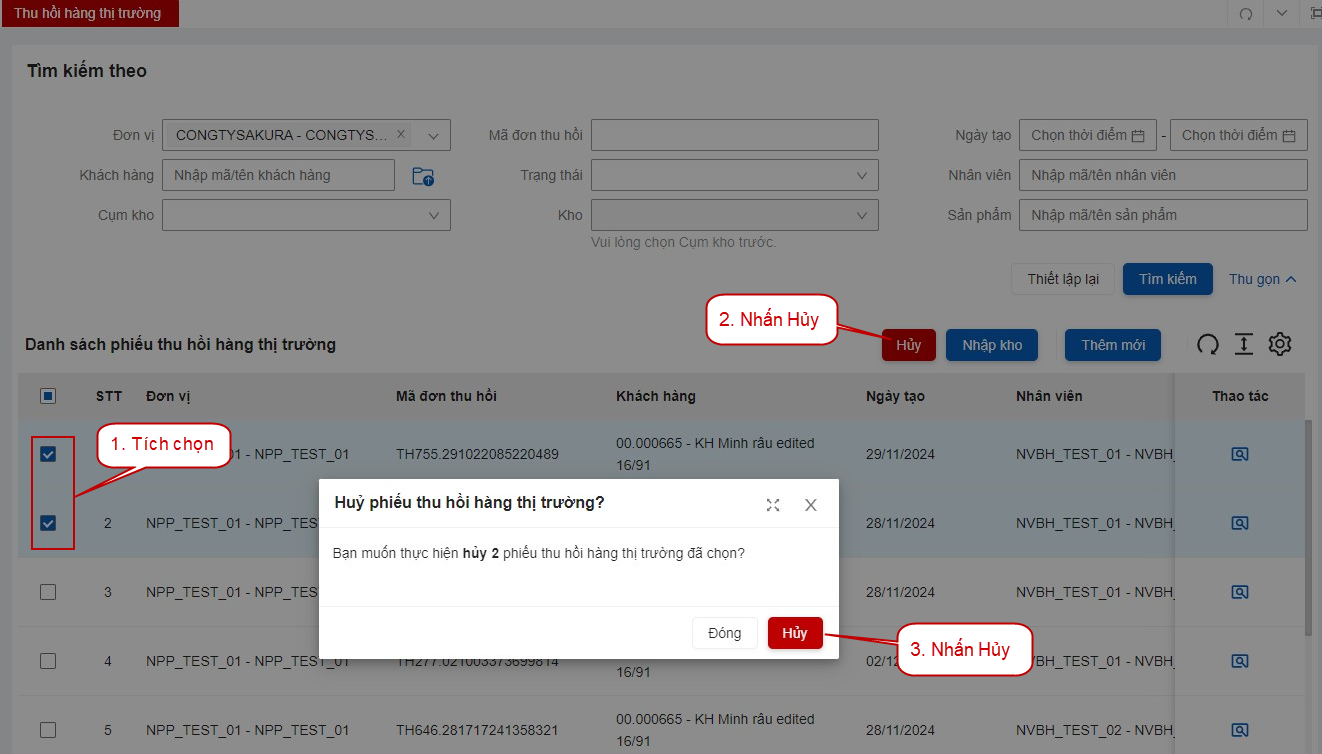 Thu hồi hàng thị trường
Tìm kiếm theo
Đơn vị CONGTYSAKURA - CONGTYS... Mã đơn thu hồi Ngày tạo Chọn thời điểm - Chọn thời điểm
Khách hàng Nhập mã/tên khách hàng Trạng thái Nhân viên Nhập mã/tên nhân viên
Cụm kho Kho Sản phẩm Nhập mã/tên sản phẩm
Vui lòng chọn Cụm kho trước.
Thiết lập lại Tìm kiếm Thu gọn
2. Nhấn Hủy
Danh sách phiếu thu hồi hàng thị trường Hủy Nhập kho Thêm mới
STT Đơn vị Mã đơn thu hồi Khách hàng Ngày tạo Nhân viên Thao tác
1. Tích chọn
01 - NPP_TEST_01 TH755.291022085220489 00.000665 - KH Minh râu edited 29/11/2024 NVBH_TEST_01 - NVBH_
16/91
Huỷ phiếu thu hồi hàng thị trường?
2 NPP_TEST_01 - NPP_TES 28/11/2024 NVBH_TEST_01 - NVBH_
Bạn muốn thực hiện hủy 2 phiếu thu hồi hàng thị trường đã chọn?
3 NPP_TEST_01 - NPP_TES 28/11/2024 NVBH_TEST_01 - NVBH_
Đóng Hủy
3. Nhấn Hủy
4 NPP_TEST_01 - NPP_TEST_01 TH277.021003373699814 02/12 VBH_TEST_01 - NVBH_
16/91
5 NPP_TEST_01 - NPP_TEST_01 TH646.281717241358321 00.000665 - KH Minh râu edited 28/11/2024 NVBH_TEST_02 - NVBH_
16/91